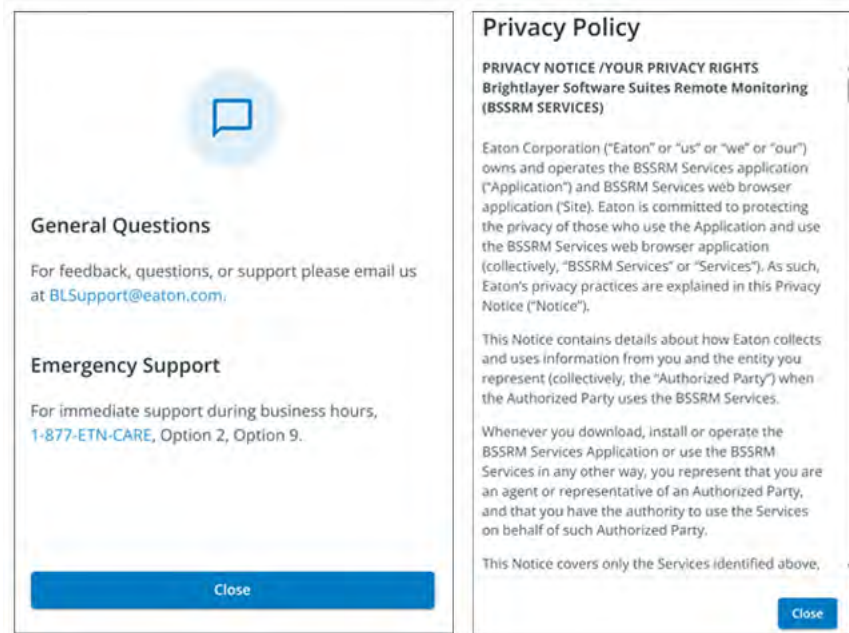 General Questions
For feedback, questions, or support please email us
at BLSupport@eaton.com.
Emergency Support
For immediate support during business hours,
1-877-ETN-CARE, Option 2, Option 9.
Close
Privacy Policy
PRIVACY NOTICE /YOUR PRIVACY RIGHTS
Brightlayer Software Suites Remote Monitoring
(BSSRM SERVICES)
Eaton Corporation ("Eaton" or "us" or "we" or "our")
owns and operates the BSSRM Services application
("Application") and BSSRM Services web browser
application ('Site). Eaton is committed to protecting
the privacy of those who use the Application and use
the BSSRM Services web browser application
(collectively, "BSSRM Services" or "Services"). As such,
Eaton's privacy practices are explained in this Privacy
Notice ("Notice").
This Notice contains details about how Eaton collects
and uses information from you and the entity you
represent (collectively, the "Authorized Party") when
the Authorized Party uses the BSSRM Services.
Whenever you download, install or operate the
BSSRM Services Application or use the BSSRM
Services in any other way, you represent that you are
an agent or representative of an Authorized Party,
and that you have the authority to use the Services
on behalf of such Authorized Party.
This Notice covers only the Services identified above,
Close